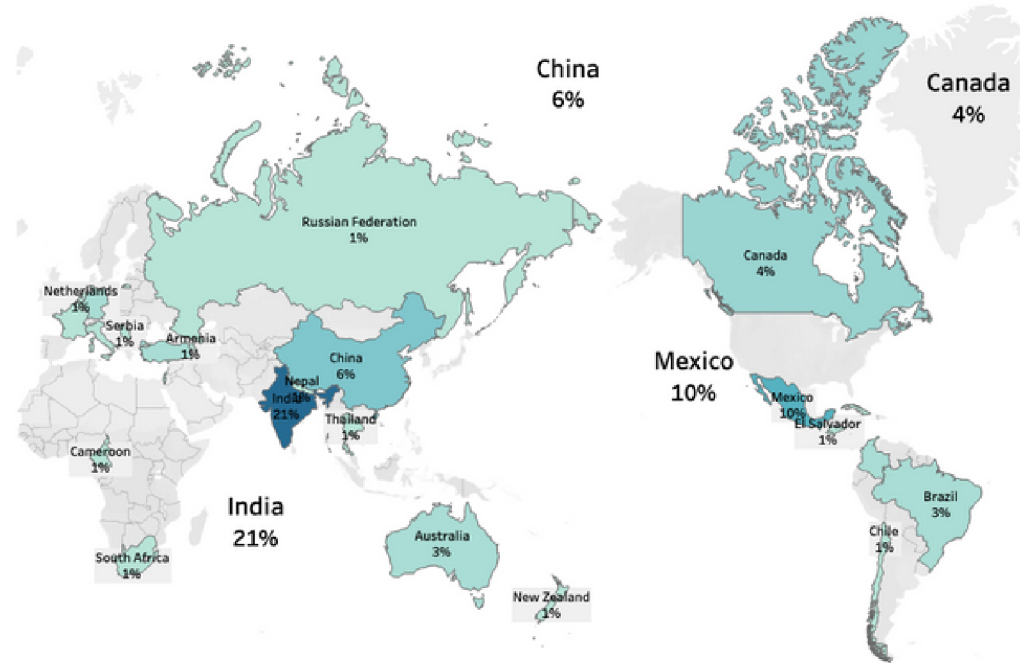 China
6%
Canada
4%
Russian Federation
1%
Canada
4%
Netherlands
1%
Serbia
1%
Armenia
1%
China
6%
Mexico
10%
Nepal
1%
India
21%
Mexico
10%
El Salvador
1%
Thailand
1%
Cameroon
1%
India
21%
Brazil
3%
Australia
3%
Chile
1%
South Africa
1%
New Zealand
1%